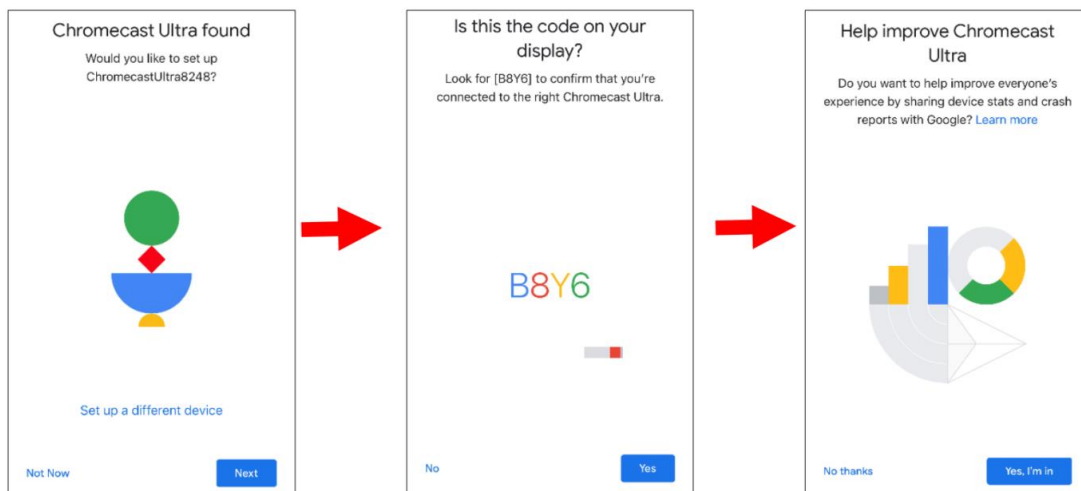 Chromecast Ultra found
Would you like to set up
ChromecastUltra8248?
Set up a different device
Not Now
Next
Is this the code on your
display?
Look for [B8Y6] to confirm that you're
connected to the right Chromecast Ultra.
B8Y6
No
Yes
Help improve Chromecast
Ultra
Do you want to help improve everyone's
experience by sharing device stats and crash
reports with Google? Learn more
No thanks
Yes, I'm in